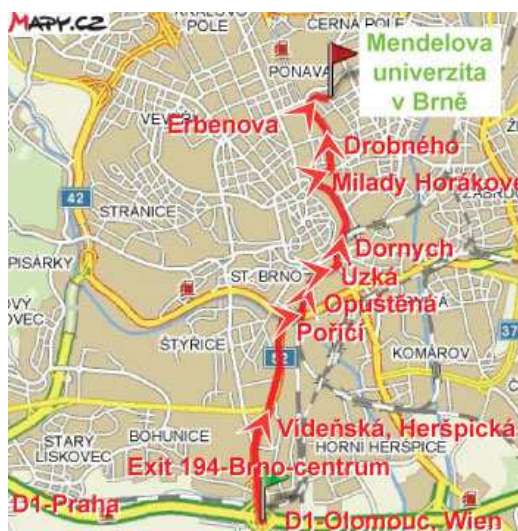 MAPY.CZ
KRÁLOVO
POLE
ČERNÁ POLE
PONAVA
Mendelova
univerzita
v Brně
VEVEŘÍ
Erbenova
Drobného
Milady Horákové
42
STRÁNICE
ZÁBRDO
Dornych
PISÁRKY
ST. BRNO
Úzká
Opuštěná
Poříčí
ŠTÝŘICE
52
37
KOMÁROV
BOHUNICE
Vídeňská, Heršpická
STARÝ
LÍSKOVEC
HORNÍ HERŠPICE
Exit 194-Brno-centrum
D1-Praha
D1-Olomouc, Wien